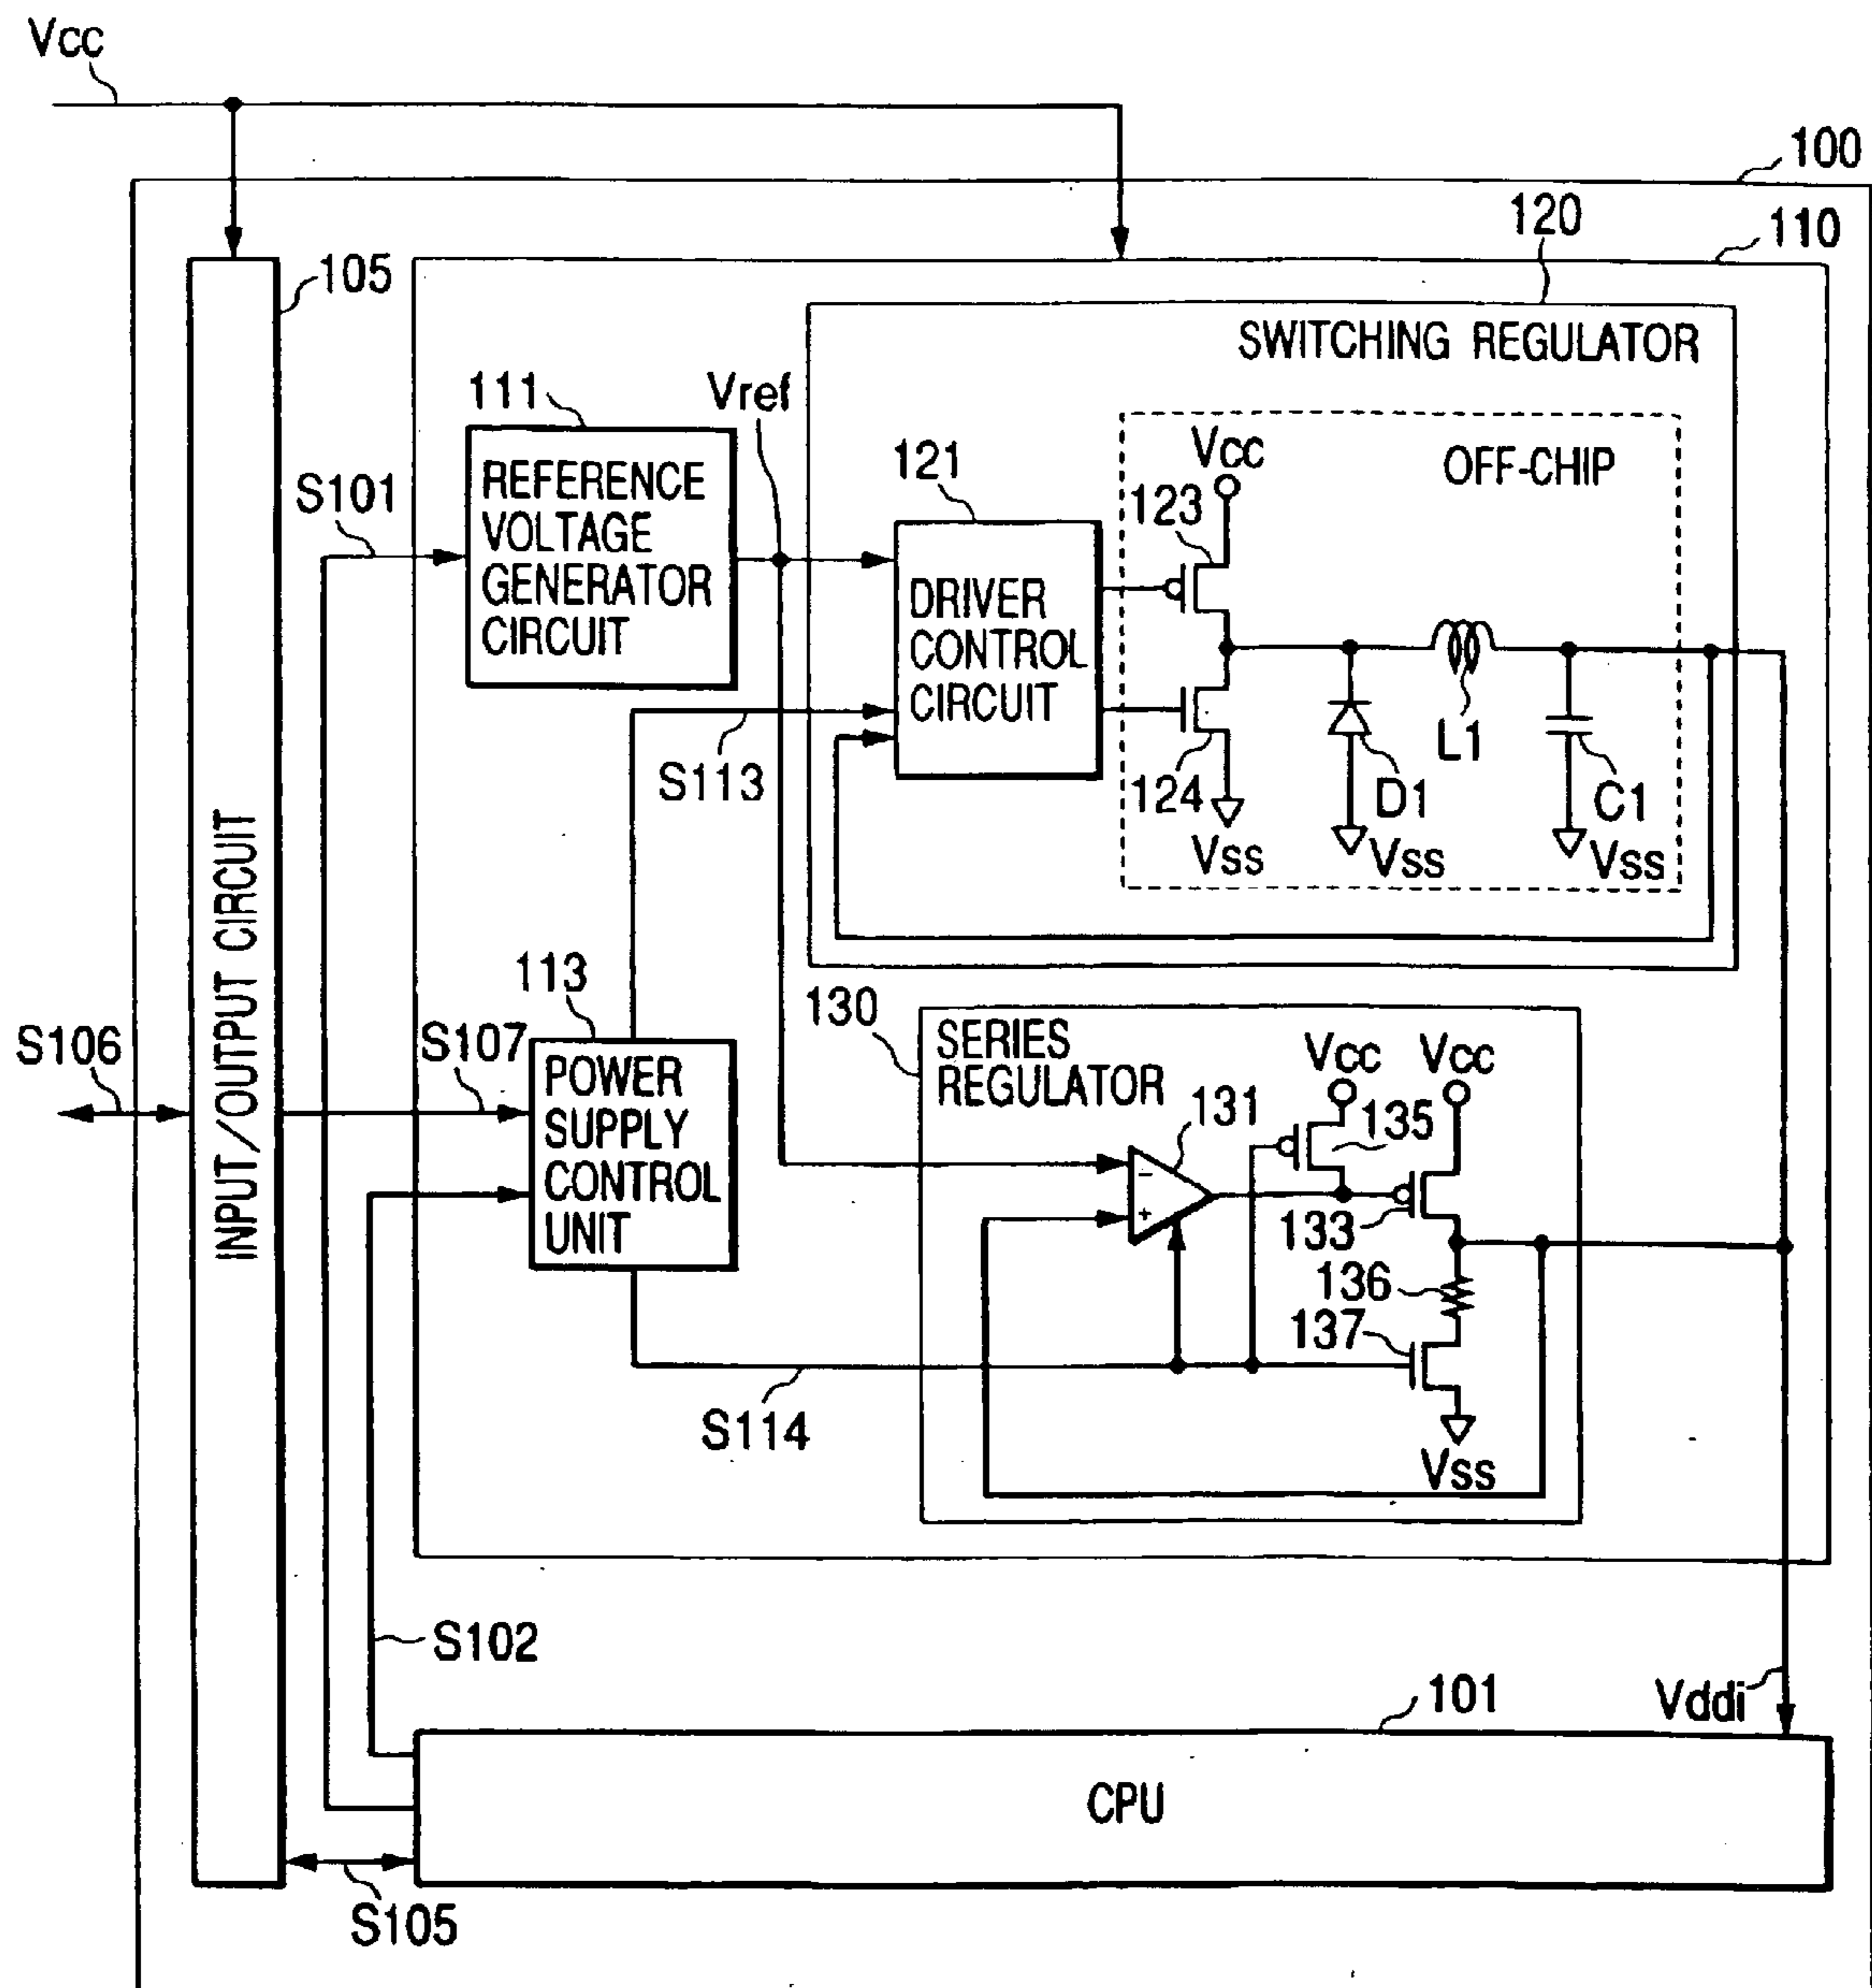 Vcc
100
120
110
105
SWITCHING REGULATOR
111
Vref
121
Vcc
OFF-CHIP
123
S101
REFERENCE
VOLTAGE
GENERATOR
CIRCUIT
DRIVER
CONTROL
CIRCUIT
S113
124
L1
D1
C1
Vss
Vss
Vss
INPUT/OUTPUT CIRCUIT
113
130
S106
S107
SERIES
REGULATOR
Vcc
Vcc
POWER
SUPPLY
CONTROL
UNIT
131
135
-
+
133
136
137
S114
Vss
S102
101
Vddi
CPU
S105